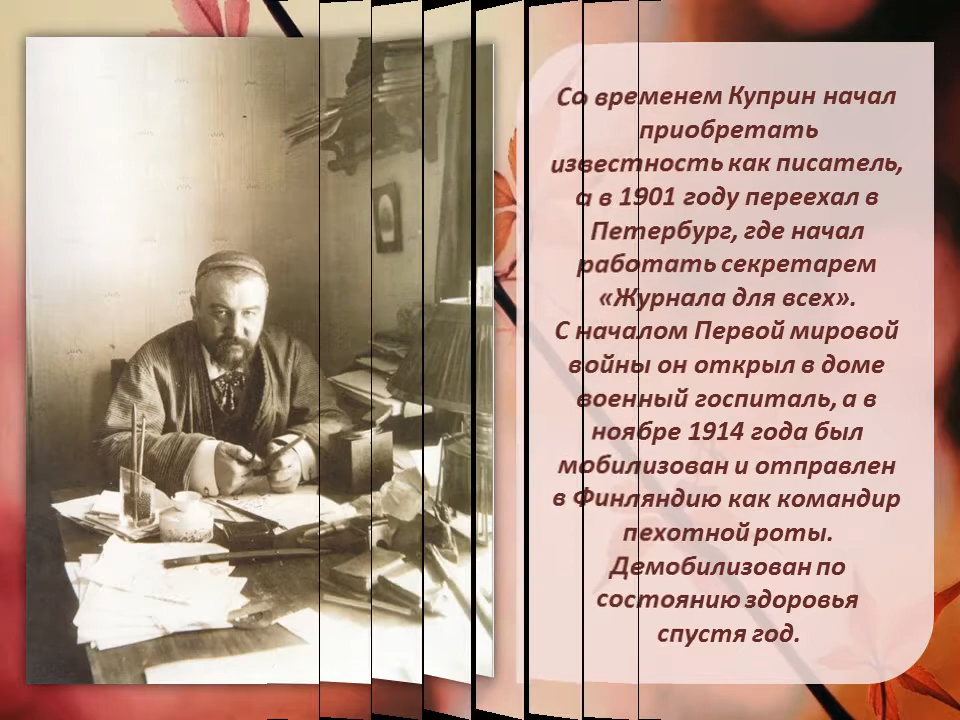 Со временем Куприн начал
приобретать
известность как писатель,
а в 1901 году переехал в
Петербург, где начал
работать секретарем
«Журнала для всех».
С началом Первой мировой
войны он открыл в доме
военный госпиталь, а в
ноябре 1914 года был
мобилизован и отправлен
в Финляндию как командир
пехотной роты.
Демобилизован по
состоянию здоровья
спустя год.